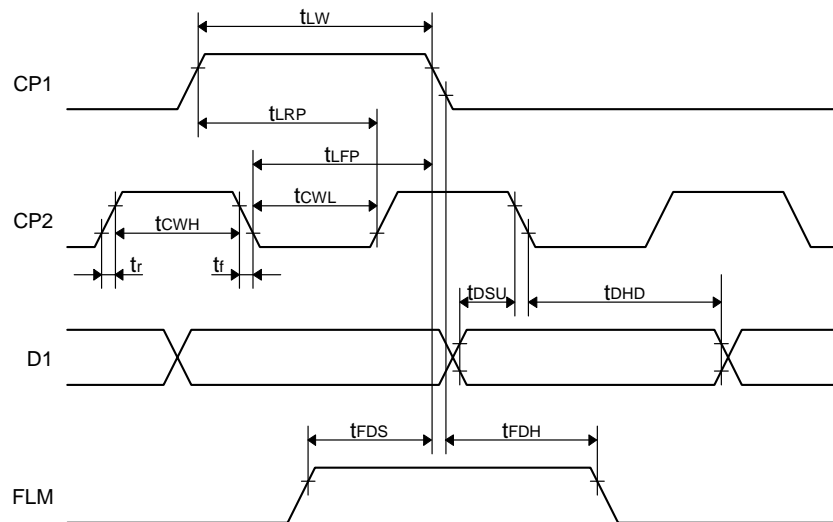 tLW
CP1
tLRP
tLFP
CP2
tCWH
tCWL
tr
tf
tDSU
tDHD
D1
tFDS
tFDH
FLM